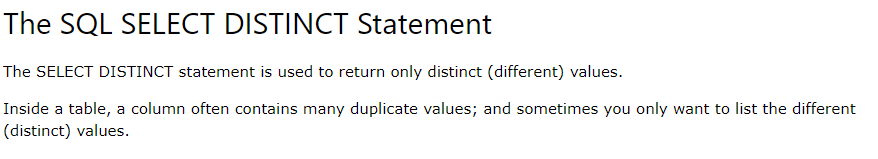 The SQL SELECT DISTINCT Statement
The SELECT DISTINCT statement is used to return only distinct (different) values.
Inside a table, a column often contains many duplicate values; and sometimes you only want to list the different
(distinct) values.